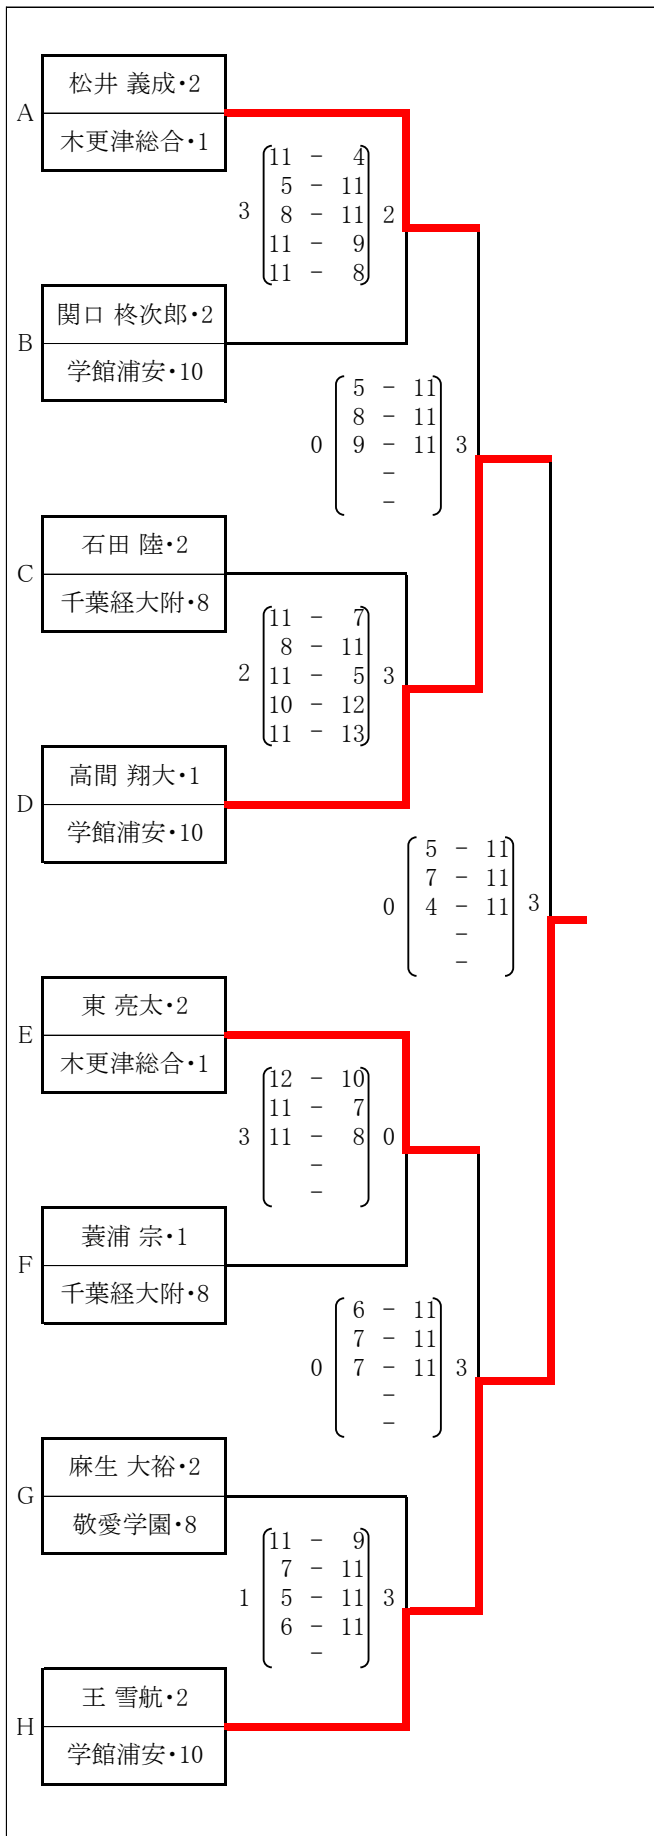 松井 義成・2
A
木更津総合・1
11 - 4
5 - 11
3 8 - 11 2
11 - 9
11 - 8
関口 柊次郎・2
B
学館浦安・10
5 - 11
8 - 11
0 9 - 11 3
-
-
石田 陸・2
C
千葉経大附・8
11 - 7
8 - 11
2 11 - 5 3
10 - 12
11 - 13
高間 翔大・1
D
学館浦安・10
5 - 11
7 - 11
0 4 - 11 3
-
-
東 亮太・2
E
木更津総合・1
12 - 10
11 - 7
3 11 - 8 0
-
-
蓑浦 宗・1
F
千葉経大附・8
6 - 11
7 - 11
0 7 - 11 3
-
-
麻生 大裕・2
G
敬愛学園・8
11 - 9
7 - 11
1 5 - 11 3
6 - 11
-
王 雪航・2
H
学館浦安・10